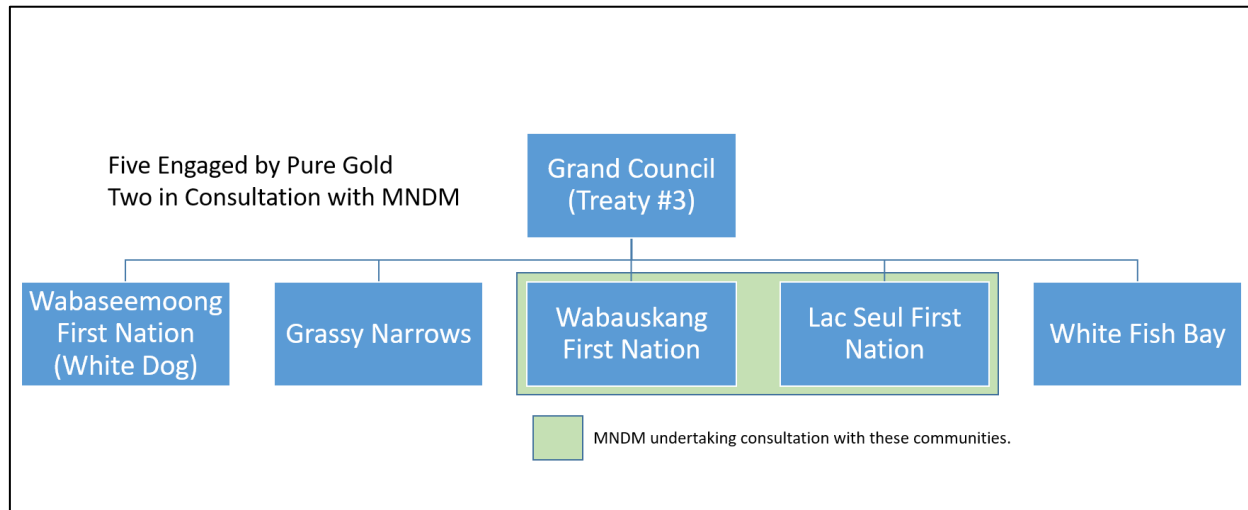 Five Engaged by Pure Gold
Two in Consultation with MNDM
Grand Council
(Treaty #3)
Wabaseemoong
First Nation
(White Dog)
Grassy Narrows
Wabauskang
First Nation
Lac Seul First
Nation
White Fish Bay
MNDM undertaking consultation with these communities.